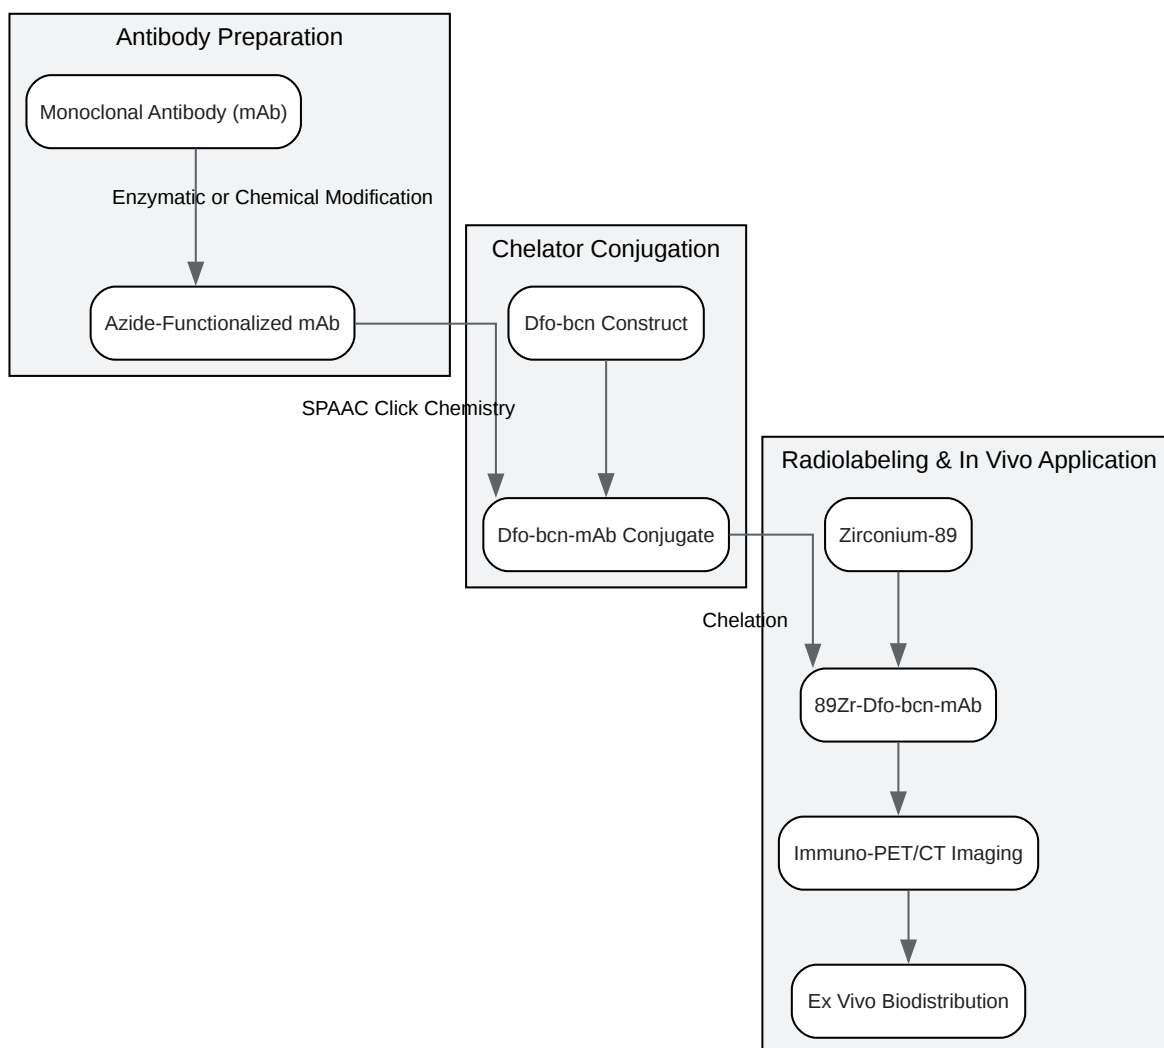 Antibody Preparation
Monoclonal Antibody (mAb)
Enzymatic or Chemical Modification
Azide-Functionalized mAb
Chelator Conjugation
Dfo-bcn Construct
SPAAC Click Chemistry
Dfo-bcn-mAb Conjugate
Radiolabeling & In Vivo Application
Zirconium-89
Chelation
89Zr-Dfo-bcn-mAb
Immuno-PET/CT Imaging
Ex Vivo Biodistribution